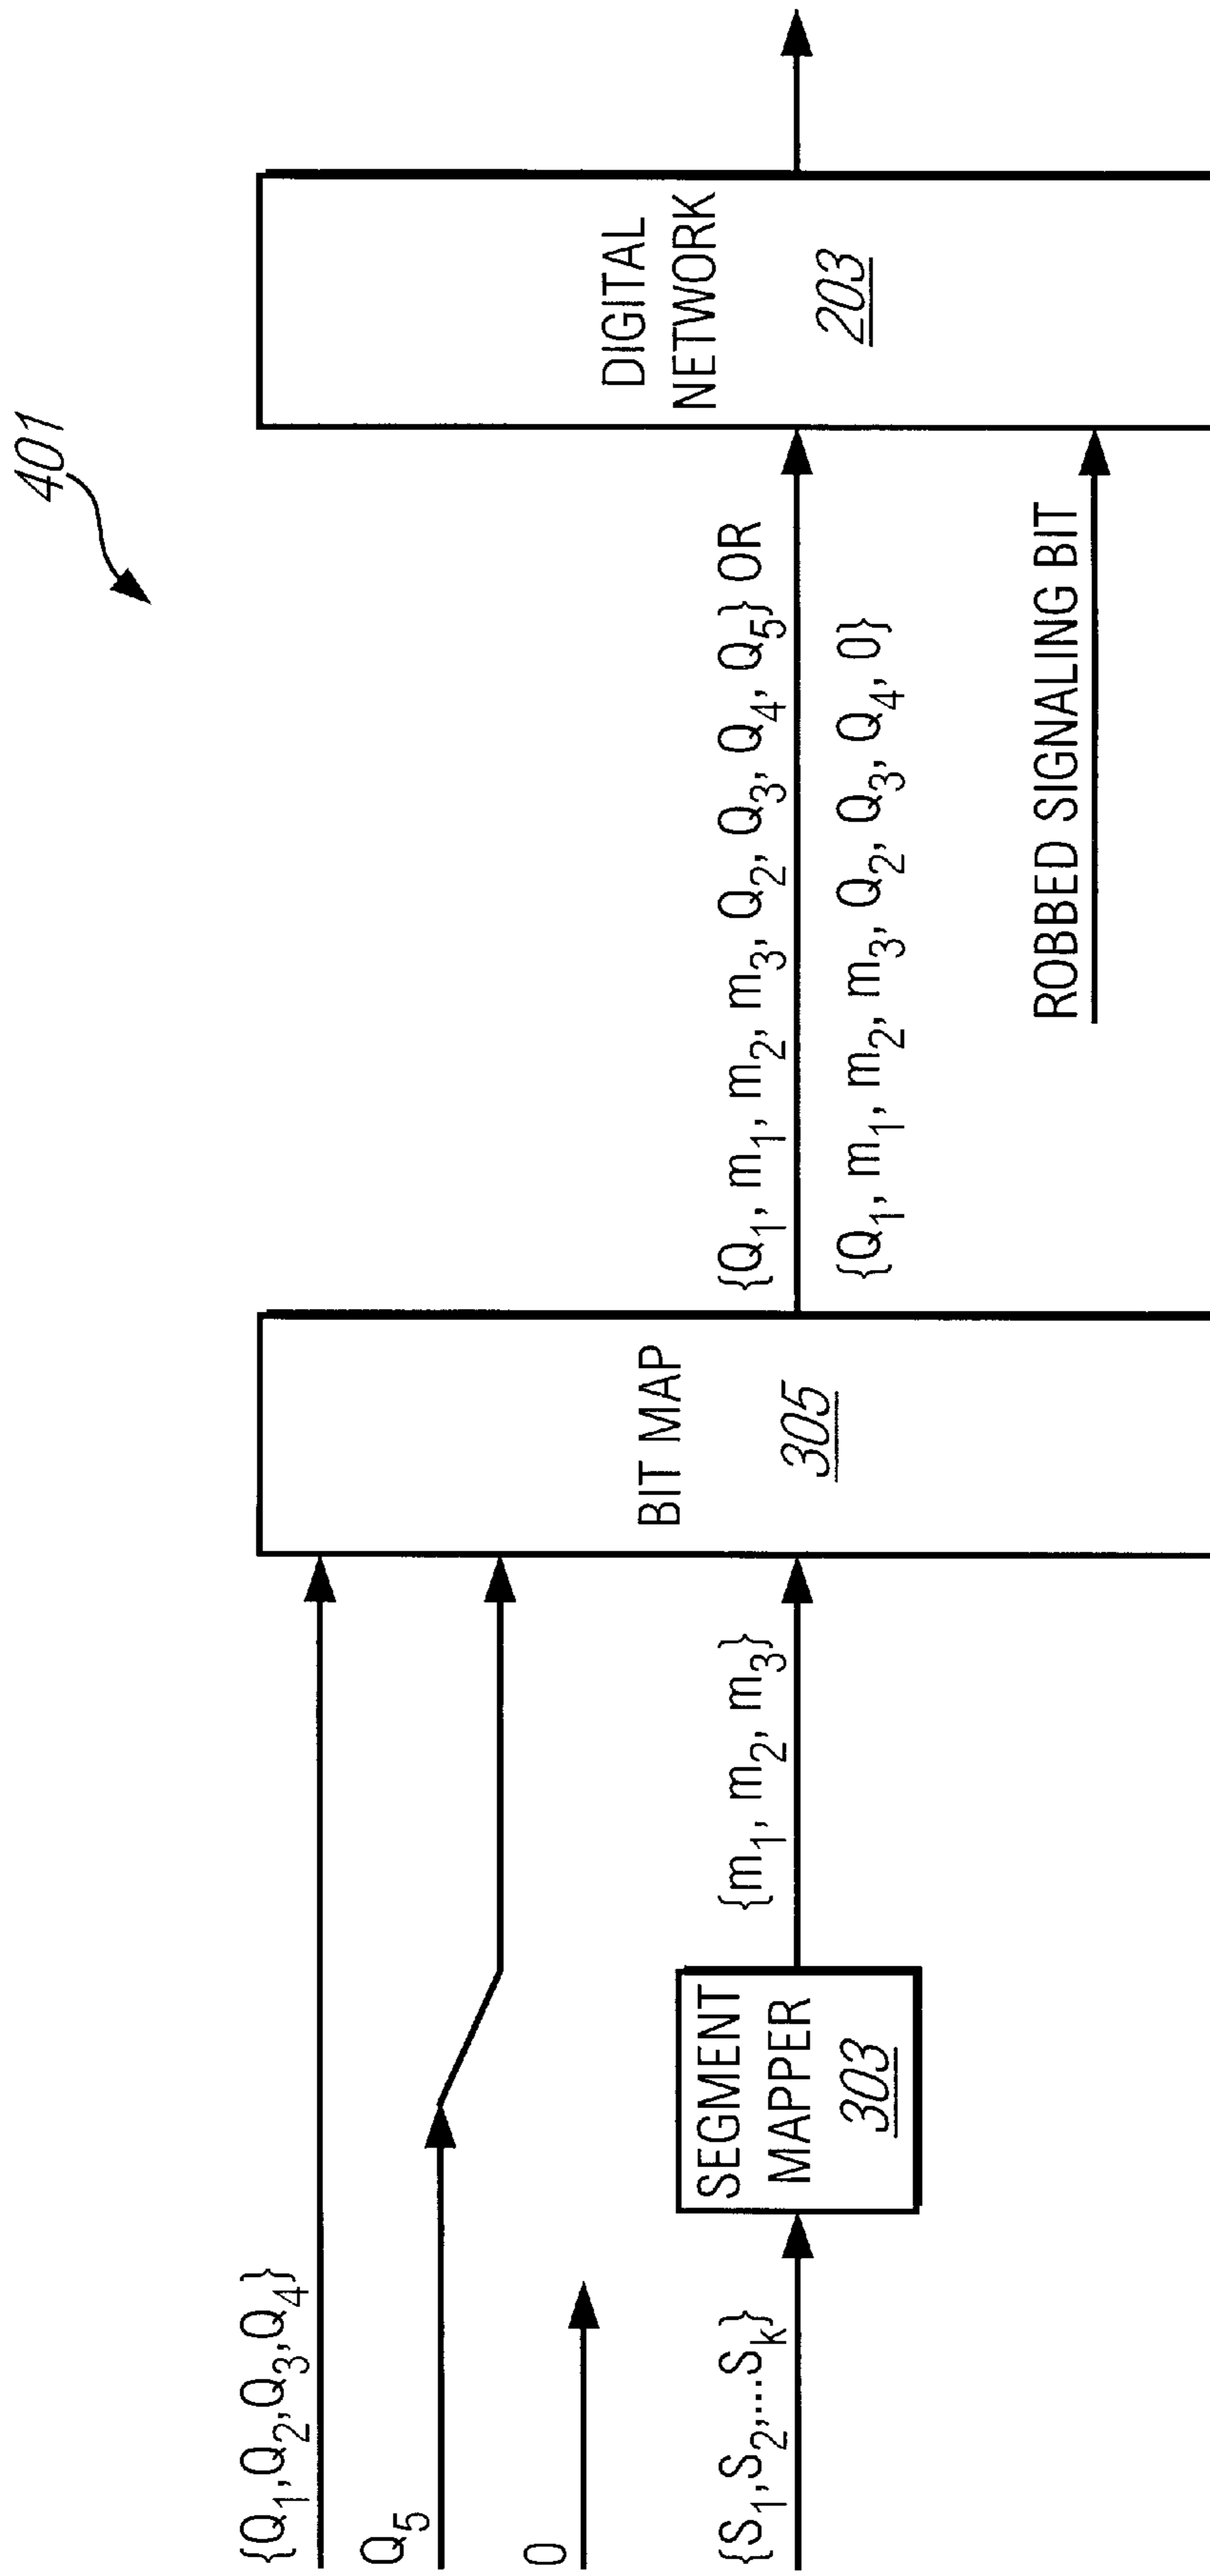 401
{Q₁,Q₂,Q₃,Q₄}
Q₅
0
{S₁,S₂,...Sₖ}
SEGMENT
MAPPER
303
{m₁, m₂, m₃}
BIT MAP
305
{Q₁, m₁, m₂, m₃, Q₂, Q₃, Q₄, Q₅} OR
{Q₁, m₁, m₂, m₃, Q₂, Q₃, Q₄, 0}
ROBBED SIGNALING BIT
DIGITAL
NETWORK
203